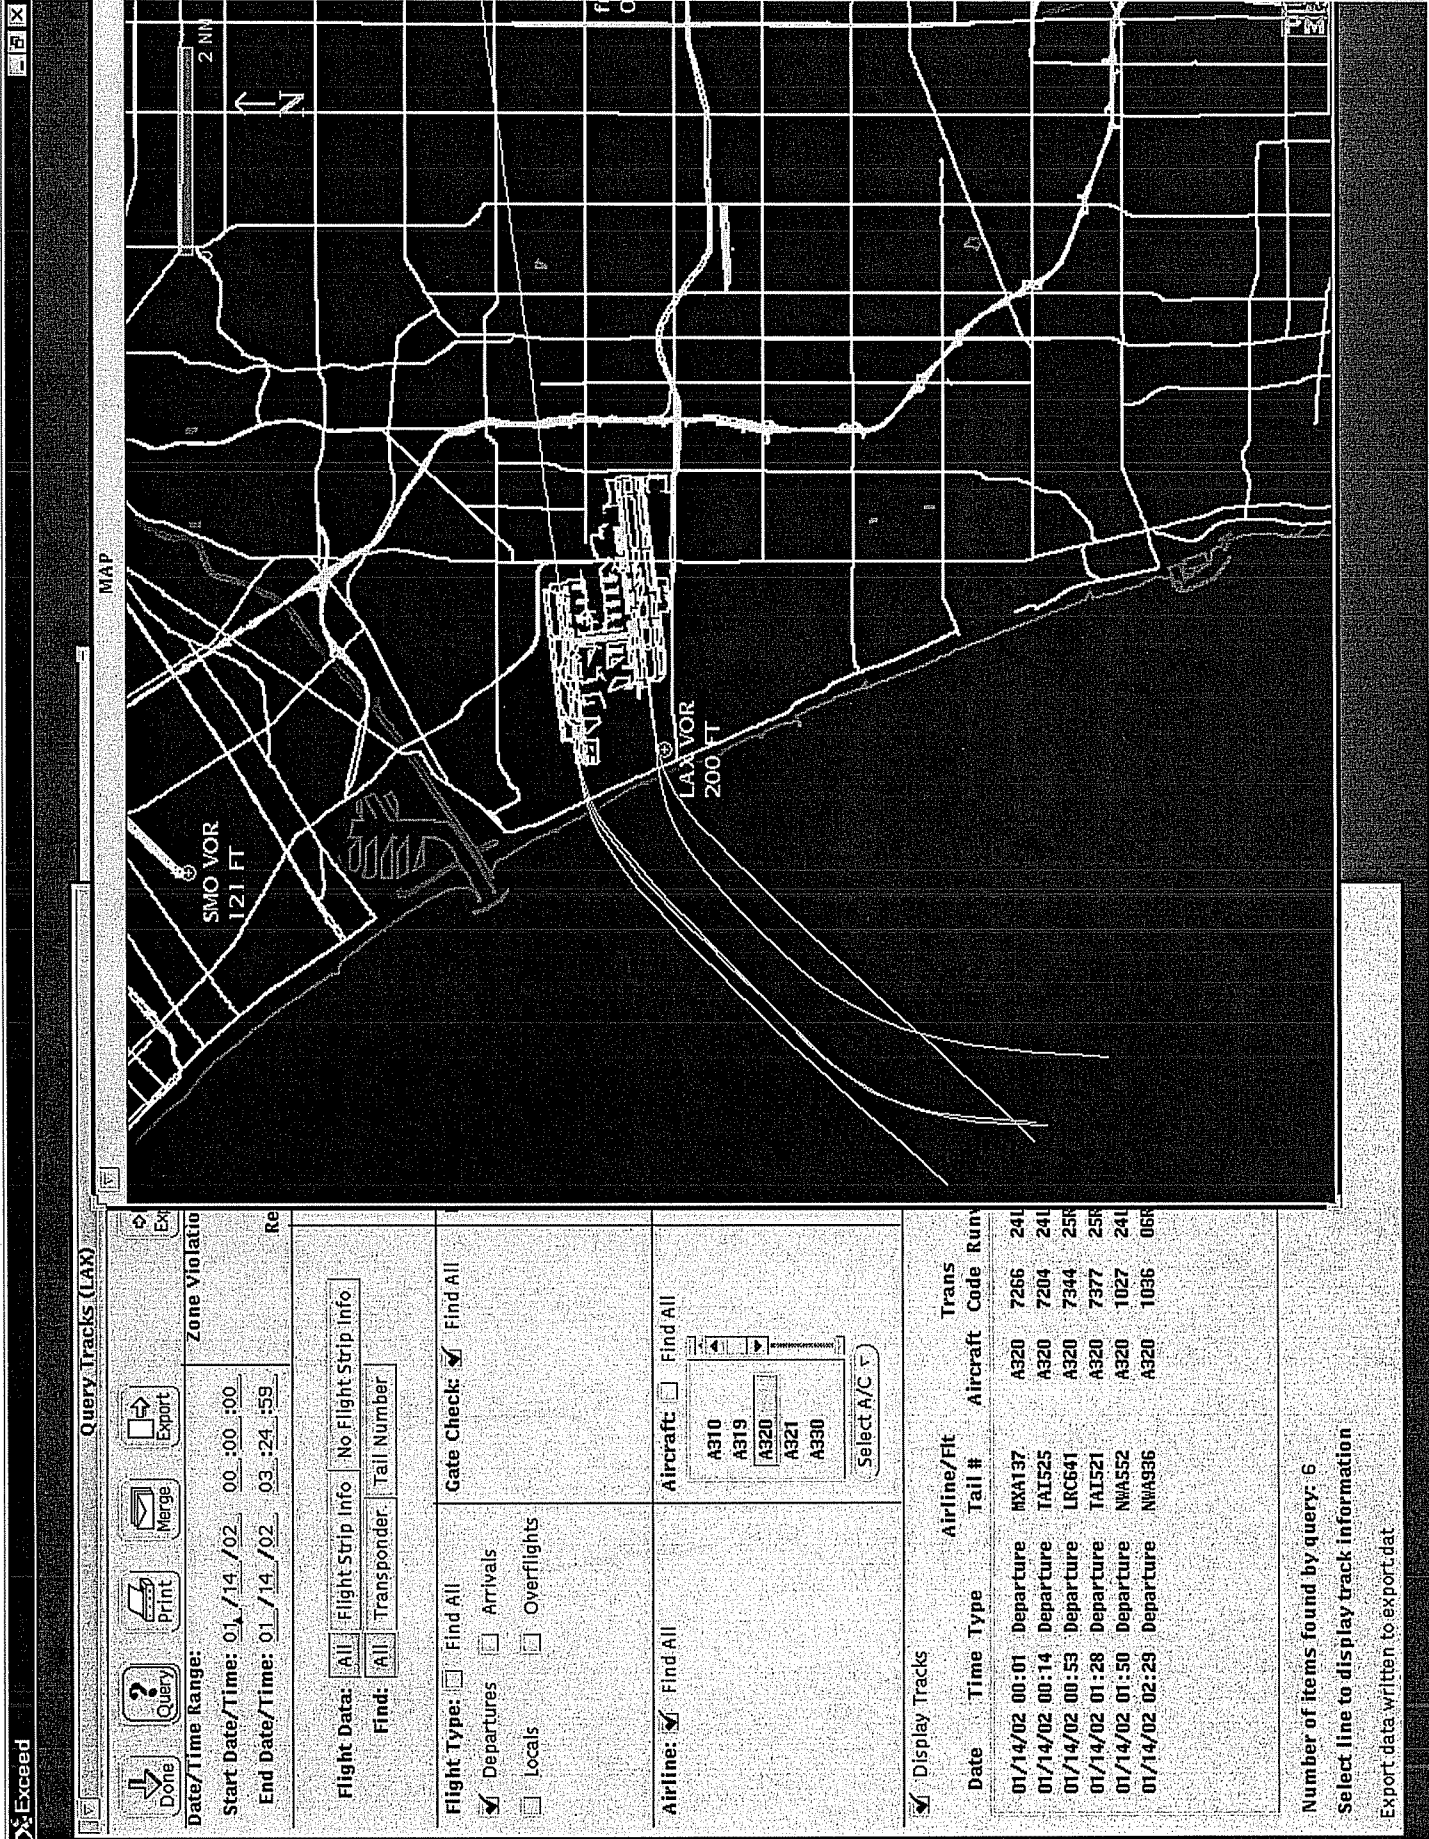 Exceed
Query Tracks (LAX)
Done
Query
Print
Merge
Export
Date/Time Range:
Zone Violatio
Start Date/Time: 01 /14 /02 00 :00 :00
End Date/Time: 01 /14 /02 03 :24 :59
Re
Flight Data: All Flight Strip Info No Flight Strip Info
Find: All Transponder Tail Number
Flight Type: Find All
Gate Check: Find All
Departures Arrivals
Locals Overflights
Airline: Find All
Aircraft: Find All
A310
A319
A320
A321
A330
Select A/C
Display Tracks
Airline/Flt Trans
Date Time Type Tail # Aircraft Code Runw
01/14/02 00:01 Departure MXA137 A320 7266 24L
01/14/02 00:14 Departure TAI525 A320 7204 24L
01/14/02 00:53 Departure LRC641 A320 7344 25R
01/14/02 01:28 Departure TAI521 A320 7377 25R
01/14/02 01:50 Departure NWA552 A320 1027 24L
01/14/02 02:29 Departure NWA936 A320 1036 06R
Number of items found by query: 6
Select line to display track information
Export data written to export.dat
MAP
2 NM
N
SMO VOR
121 FT
LAX VOR
200 FT